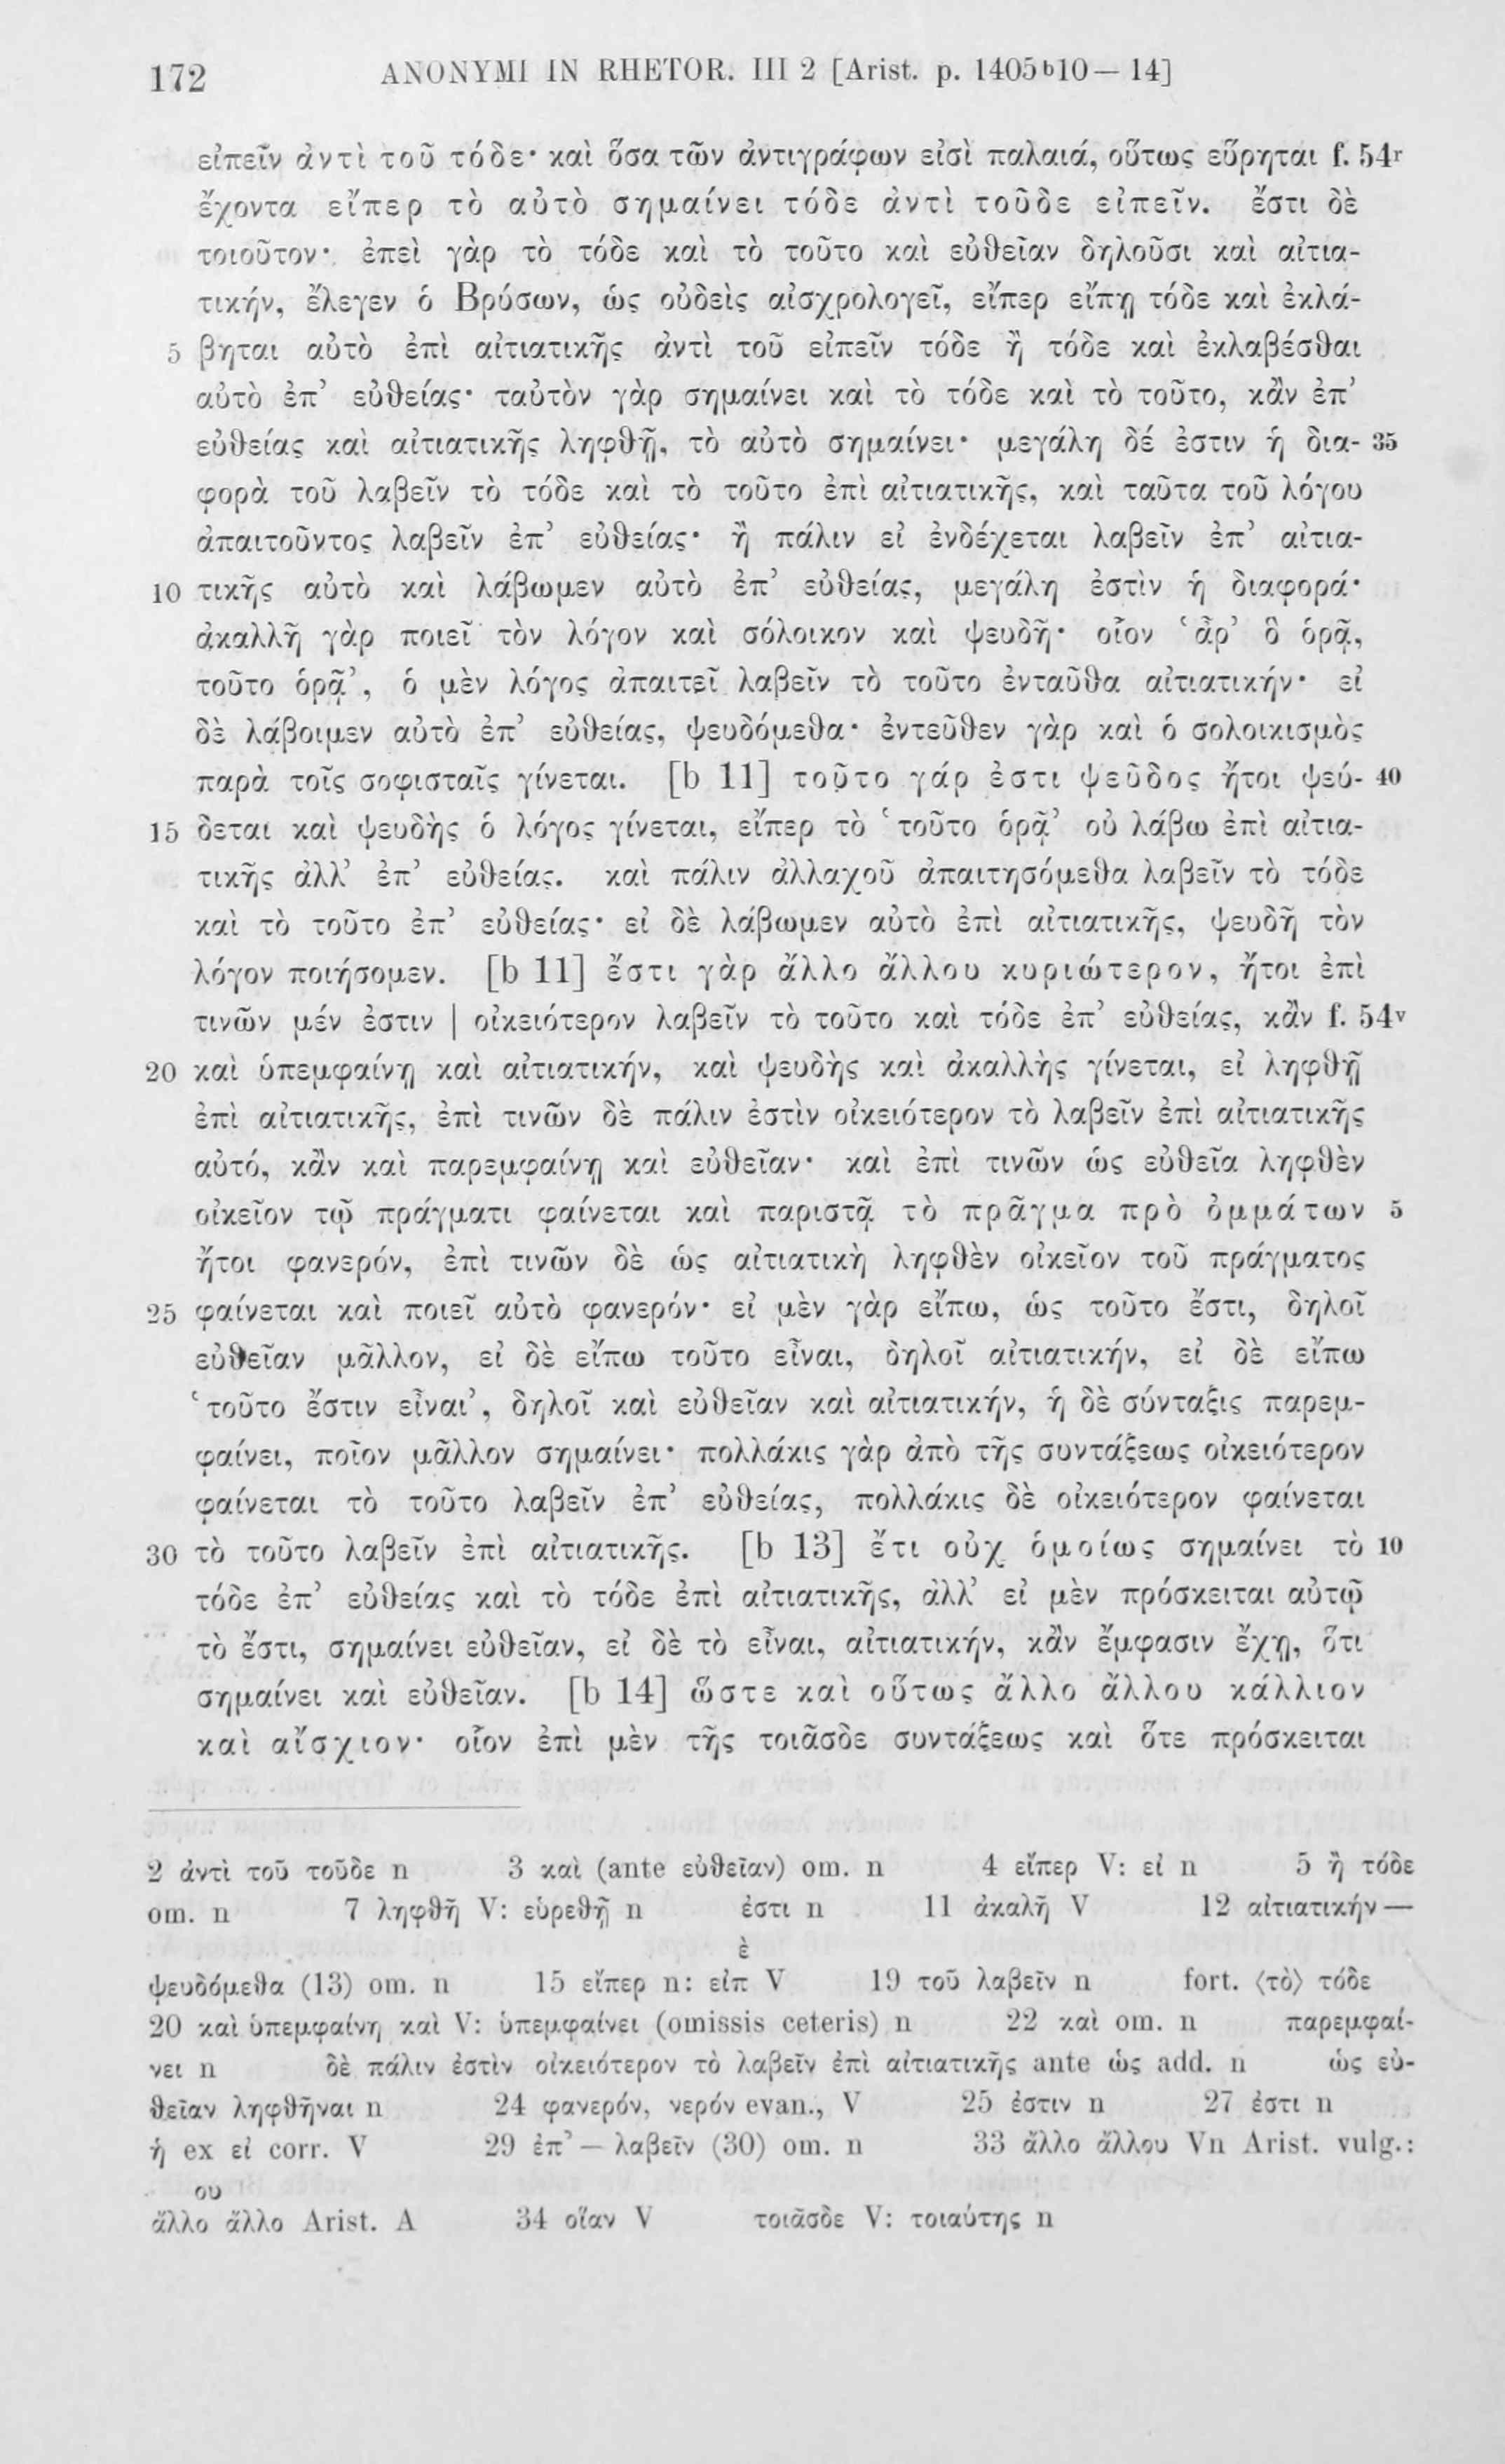 172 ANONYMI IN RHETOR. III 2 [Arist. p. 1405ᵇ10— 14]
εἰπεῖν ἀντὶ τοῦ τόδε· καὶ ὅσα τῶν ἀντιγράφων εἰσὶ παλαιά, οὕτως εὕρηται f. 54ʳ
ἔχοντα εἴπερ τὸ αὐτὸ σημαίνει τόδε ἀντὶ τοῦδε εἰπεῖν. ἔστι δὲ
τοιοῦτον· ἐπεὶ γὰρ τὸ τόδε καὶ τὸ τοῦτο καὶ εὐθεῖαν δηλοῦσι καὶ αἰτια-
τικήν, ἔλεγεν ὁ Βρύσων, ὡς οὐδεὶς αἰσχρολογεῖ, εἴπερ εἴπῃ τόδε καὶ ἐκλά-
5 βηται αὐτὸ ἐπὶ αἰτιατικῆς ἀντὶ τοῦ εἰπεῖν τόδε ἢ τόδε καὶ ἐκλαβέσθαι
αὐτὸ ἐπ’ εὐθείας· ταὐτὸν γὰρ σημαίνει καὶ τὸ τόδε καὶ τὸ τοῦτο, κἂν ἐπ’
εὐθείας καὶ αἰτιατικῆς ληφθῇ, τὸ αὐτὸ σημαίνει· μεγάλη δέ ἐστιν ἡ δια- 35
φορὰ τοῦ λαβεῖν τὸ τόδε καὶ τὸ τοῦτο ἐπὶ αἰτιατικῆς, καὶ ταῦτα τοῦ λόγου
ἀπαιτοῦντος λαβεῖν ἐπ’ εὐθείας· ἢ πάλιν εἰ ἐνδέχεται λαβεῖν ἐπ’ αἰτια-
10 τικῆς αὐτὸ καὶ λάβωμεν αὐτὸ ἐπ’ εὐθείας, μεγάλη ἐστὶν ἡ διαφορά·
ἀκαλλῆ γὰρ ποιεῖ τὸν λόγον καὶ σόλοικον καὶ ψευδῆ· οἷον ‘ἆρ’ ὃ ὁρᾷ,
τοῦτο ὁρᾷ’, ὁ μὲν λόγος ἀπαιτεῖ λαβεῖν τὸ τοῦτο ἐνταῦθα αἰτιατικήν· εἰ
δὲ λάβοιμεν αὐτὸ ἐπ’ εὐθείας, ψευδόμεθα· ἐντεῦθεν γὰρ καὶ ὁ σολοικισμὸς
παρὰ τοῖς σοφισταῖς γίνεται. [b 11] τοῦτο γάρ ἐστι ψεῦδος ἤτοι ψεύ- 40
15 δεται καὶ ψευδὴς ὁ λόγος γίνεται, εἴπερ τὸ ‘τοῦτο ὁρᾷ’ οὐ λάβω ἐπὶ αἰτια-
τικῆς ἀλλ’ ἐπ’ εὐθείας. καὶ πάλιν ἀλλαχοῦ ἀπαιτησόμεθα λαβεῖν τὸ τόδε
καὶ τὸ τοῦτο ἐπ’ εὐθείας· εἰ δὲ λάβωμεν αὐτὸ ἐπὶ αἰτιατικῆς, ψευδῆ τὸν
λόγον ποιήσομεν. [b 11] ἔστι γὰρ ἄλλο ἄλλου κυριώτερον, ἤτοι ἐπὶ
τινῶν μέν ἐστιν | οἰκειότερον λαβεῖν τὸ τοῦτο καὶ τόδε ἐπ’ εὐθείας, κἂν f. 54ᵛ
20 καὶ ὑπεμφαίνῃ καὶ αἰτιατικήν, καὶ ψευδὴς καὶ ἀκαλλὴς γίνεται, εἰ ληφθῇ
ἐπὶ αἰτιατικῆς, ἐπὶ τινῶν δὲ πάλιν ἐστὶν οἰκειότερον τὸ λαβεῖν ἐπὶ αἰτιατικῆς
αὐτό, κἂν καὶ παρεμφαίνῃ καὶ εὐθεῖαν· καὶ ἐπὶ τινῶν ὡς εὐθεῖα ληφθὲν
οἰκεῖον τῷ πράγματι φαίνεται καὶ παριστᾷ τὸ πρᾶγμα πρὸ ὀμμάτων 5
ἤτοι φανερόν, ἐπὶ τινῶν δὲ ὡς αἰτιατικὴ ληφθὲν οἰκεῖον τοῦ πράγματος
25 φαίνεται καὶ ποιεῖ αὐτὸ φανερόν· εἰ μὲν γὰρ εἴπω, ὡς τοῦτο ἔστι, δηλοῖ
εὐθεῖαν μᾶλλον, εἰ δὲ εἴπω τοῦτο εἶναι, δηλοῖ αἰτιατικήν, εἰ δὲ εἴπω
‘τοῦτο ἔστιν εἶναι’, δηλοῖ καὶ εὐθεῖαν καὶ αἰτιατικήν, ἡ δὲ σύνταξις παρεμ-
φαίνει, ποῖον μᾶλλον σημαίνει· πολλάκις γὰρ ἀπὸ τῆς συντάξεως οἰκειότερον
φαίνεται τὸ τοῦτο λαβεῖν ἐπ’ εὐθείας, πολλάκις δὲ οἰκειότερον φαίνεται
30 τὸ τοῦτο λαβεῖν ἐπὶ αἰτιατικῆς. [b 13] ἔτι οὐχ ὁμοίως σημαίνει τὸ 10
τόδε ἐπ’ εὐθείας καὶ τὸ τόδε ἐπὶ αἰτιατικῆς, ἀλλ’ εἰ μὲν πρόσκειται αὐτῷ
τὸ ἔστι, σημαίνει εὐθεῖαν, εἰ δὲ τὸ εἶναι, αἰτιατικήν, κἂν ἔμφασιν ἔχῃ, ὅτι
σημαίνει καὶ εὐθεῖαν. [b 14] ὥστε καὶ οὕτως ἄλλο ἄλλου κάλλιον
καὶ αἴσχιον· οἷον ἐπὶ μὲν τῆς τοιᾶσδε συντάξεως καὶ ὅτε πρόσκειται
2 ἀντὶ τοῦ τοῦδε n 3 καὶ (ante εὐθεῖαν) om. n 4 εἴπερ V: εἰ n 5 ἢ τόδε
om. n 7 ληφθῆ V: εὑρεθῇ n ἐστι n 11 ἀκαλῆ V 12 αἰτιατικήν —
ὲ
ψευδόμεθα (13) om. n 15 εἴπερ n: εἰπ V 19 τοῦ λαβεῖν n fort. ⟨τὸ⟩ τόδε
20 καὶ ὑπεμφαίνῃ καὶ V: ὑπεμφαίνει (omissis ceteris) n 22 καὶ om. n παρεμφαί-
νει n δὲ πάλιν ἐστὶν οἰκειότερον τὸ λαβεῖν ἐπὶ αἰτιατικῆς ante ὡς add. n ὡς εὐ-
θεῖαν ληφθῆναι n 24 φανερόν, νερόν evan., V 25 ἐστιν n 27 ἐστι n
ἡ ex εἰ corr. V 29 ἐπ’ — λαβεῖν (30) om. n 33 ἄλλο ἄλλου Vn Arist. vulg.:
ου
ἄλλο ἄλλο Arist. A 34 οἵαν V τοιᾶσδε V: τοιαύτης n